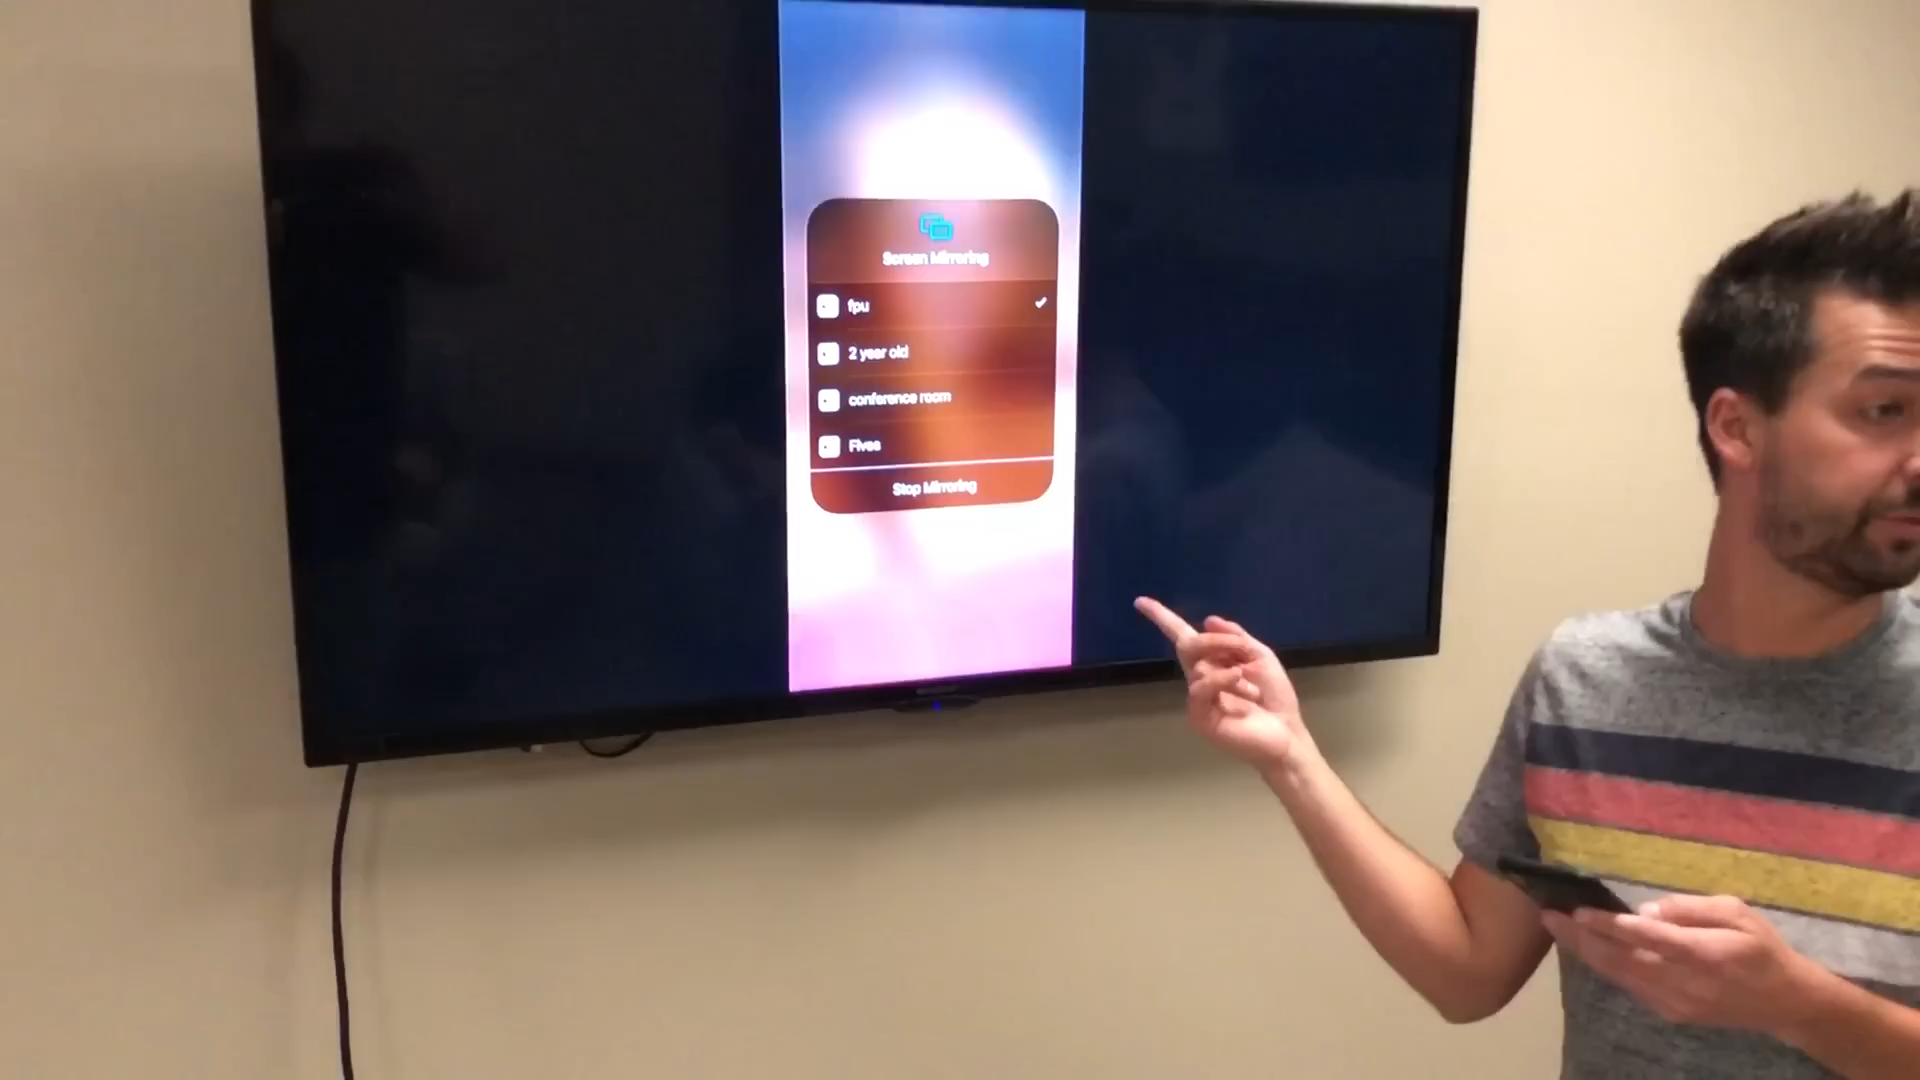 Screen Mirroring
fpu
2 year old
conference room
Fives
Stop Mirroring